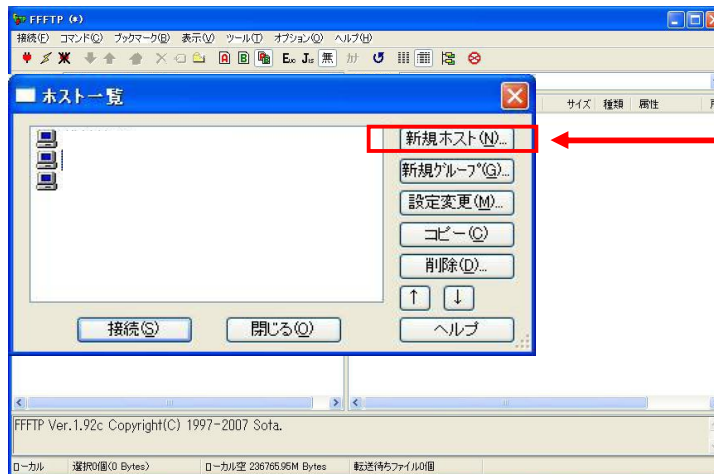 FFFTP (*)
接続(F) コマンド(C) ブックマーク(B) 表示(V) ツール(T) オプション(O) ヘルプ(H)
A B Exc Jis 無 カナ
ホスト一覧
サイズ 種類 属性
新規ホスト(N)...
新規グループ(G)...
設定変更(M)...
コピー(C)
削除(D)...
↑ ↓
接続(S) 閉じる(O) ヘルプ
FFFTP Ver.1.92c Copyright(C) 1997-2007 Sota.
ローカル 選択0個(0 Bytes) ローカル空 236765.95M Bytes 転送待ちファイル0個